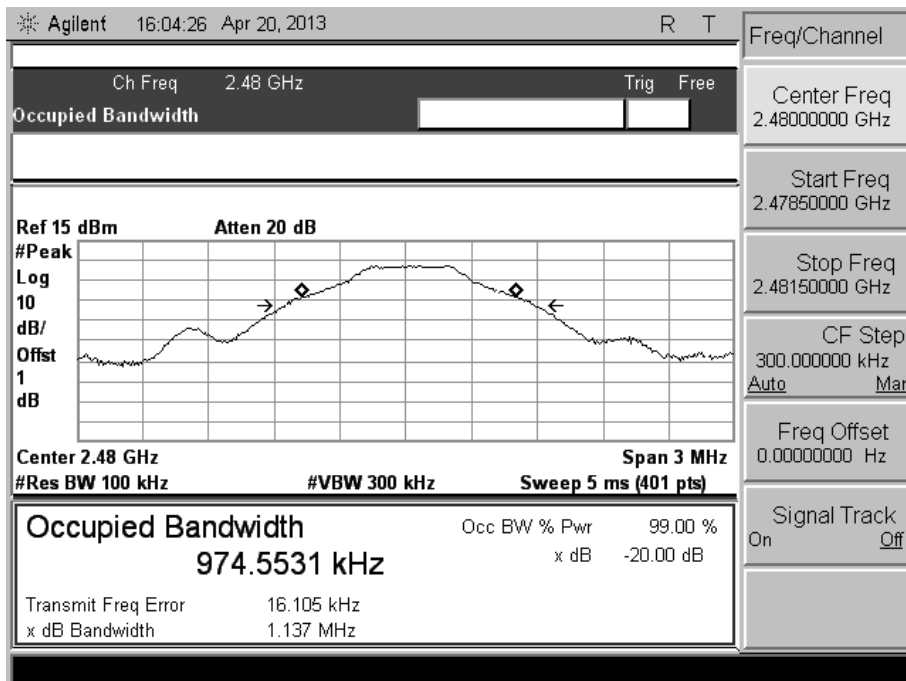 Agilent 16:04:26 Apr 20, 2013 R T
Freq/Channel
Ch Freq 2.48 GHz Trig Free
Occupied Bandwidth
Center Freq
2.48000000 GHz
Start Freq
2.47850000 GHz
Stop Freq
2.48150000 GHz
CF Step
300.000000 kHz
Auto Man
Freq Offset
0.00000000 Hz
Signal Track
On Off
Ref 15 dBm Atten 20 dB
#Peak
Log
10
dB/
Offst
1
dB
Center 2.48 GHz Span 3 MHz
#Res BW 100 kHz #VBW 300 kHz Sweep 5 ms (401 pts)
Occupied Bandwidth
974.5531 kHz
Occ BW % Pwr 99.00 %
x dB -20.00 dB
Transmit Freq Error 16.105 kHz
x dB Bandwidth 1.137 MHz